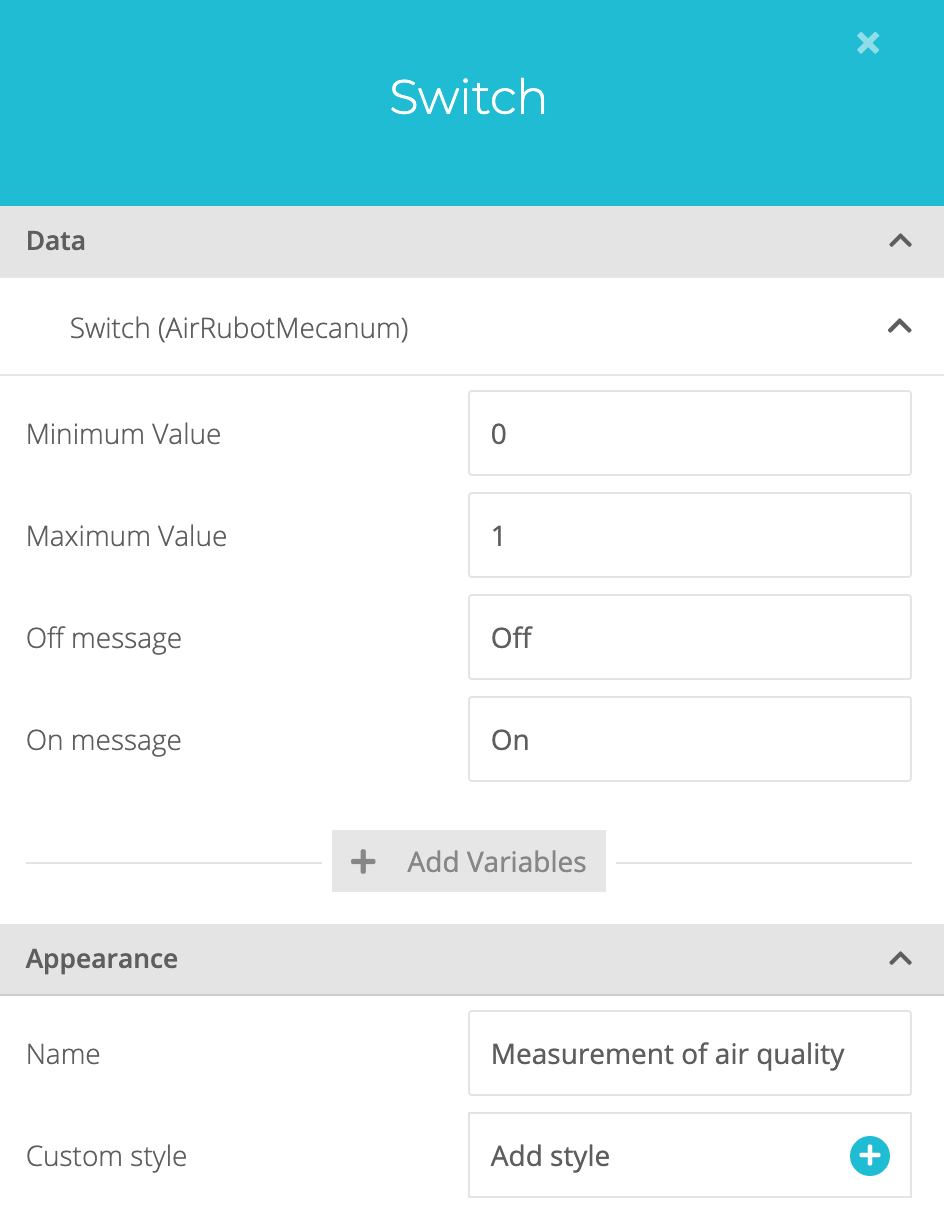 Switch
Data
Switch (AirRubotMecanum)
Minimum Value 0
Maximum Value 1
Off message Off
On message On
Add Variables
Appearance
Name Measurement of air quality
Custom style Add style